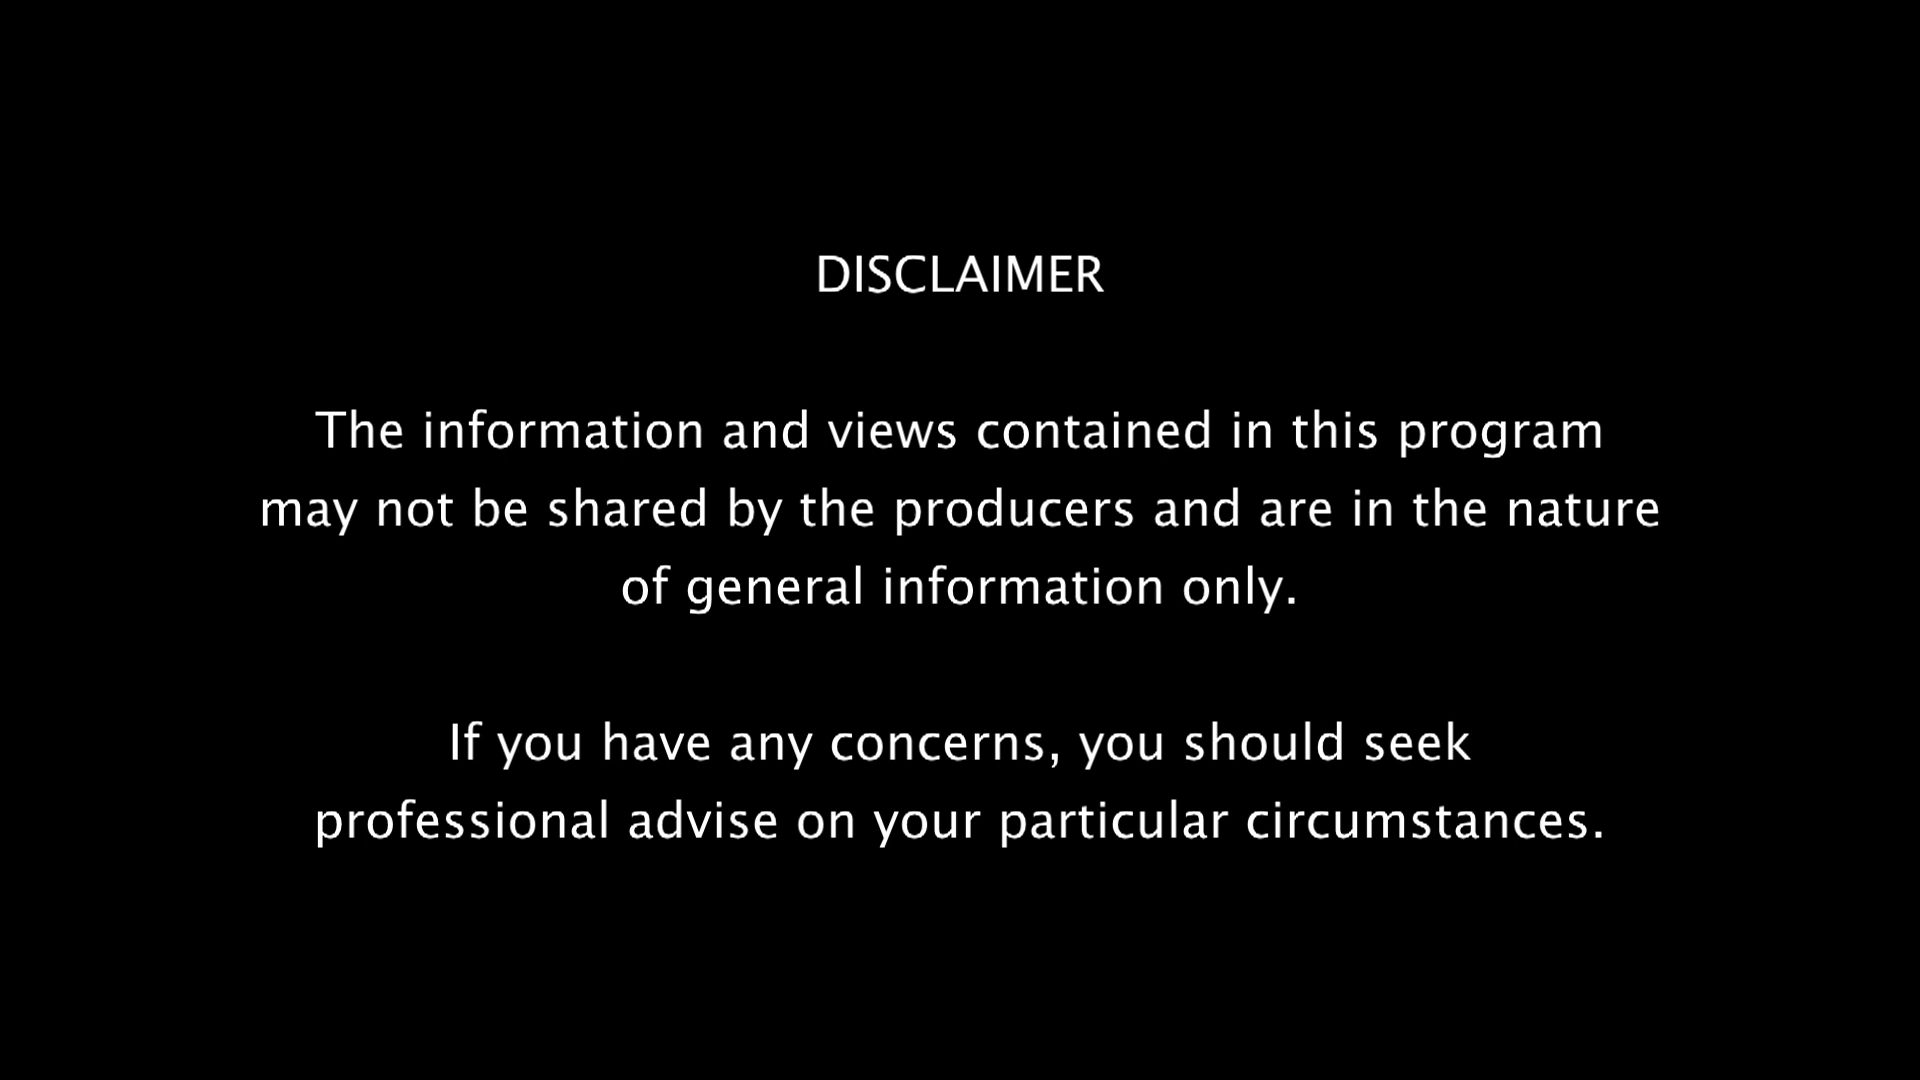 DISCLAIMER
The information and views contained in this program
may not be shared by the producers and are in the nature
of general information only.
If you have any concerns, you should seek
professional advise on your particular circumstances.